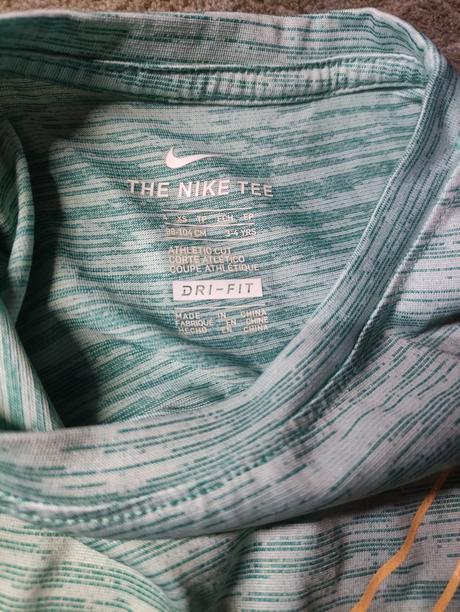 THE NIKE TEE
XS TP ECH EP
98-104 CM 3-4 YRS
ATHLETIC CUT
CORTE ATLÉTICO
COUPE ATHLÉTIQUE
DRI-FIT
MADE IN CHINA
FABRIQUÉ EN CHINE
HECHO EN CHINA